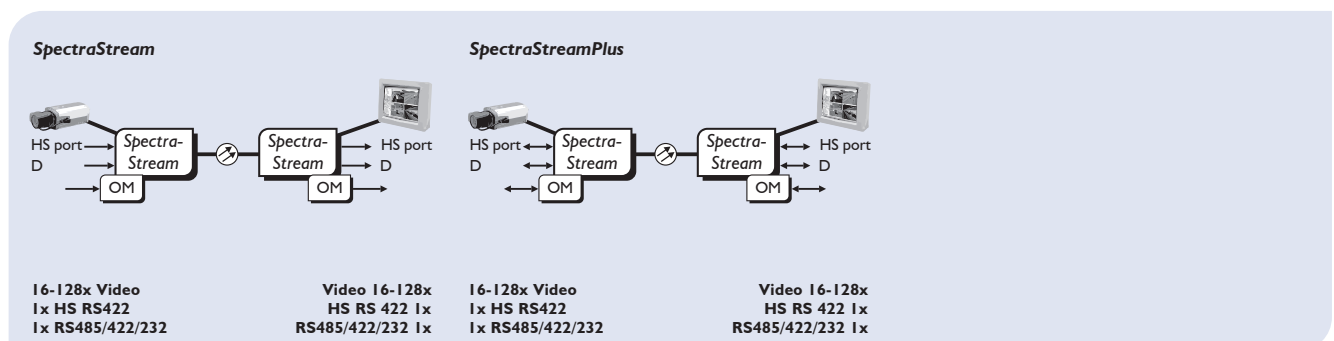 SpectraStream
HS port
D
Spectra-
Stream
OM
Spectra-
Stream
OM
HS port
D
16-128x Video
1x HS RS422
1x RS485/422/232
Video 16-128x
HS RS 422 1x
RS485/422/232 1x
SpectraStreamPlus
HS port
D
Spectra-
Stream
OM
Spectra-
Stream
OM
HS port
D
16-128x Video
1x HS RS422
1x RS485/422/232
Video 16-128x
HS RS 422 1x
RS485/422/232 1x